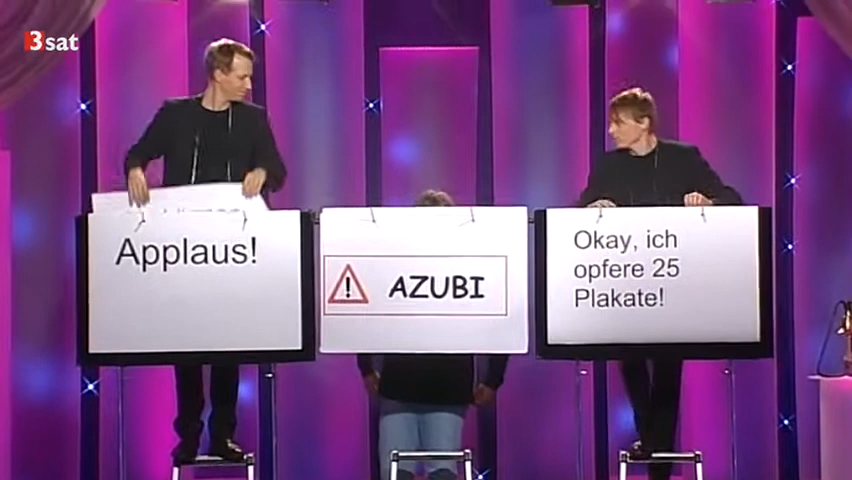 3sat
Applaus!
AZUBI
Okay, ich
opfere 25
Plakate!